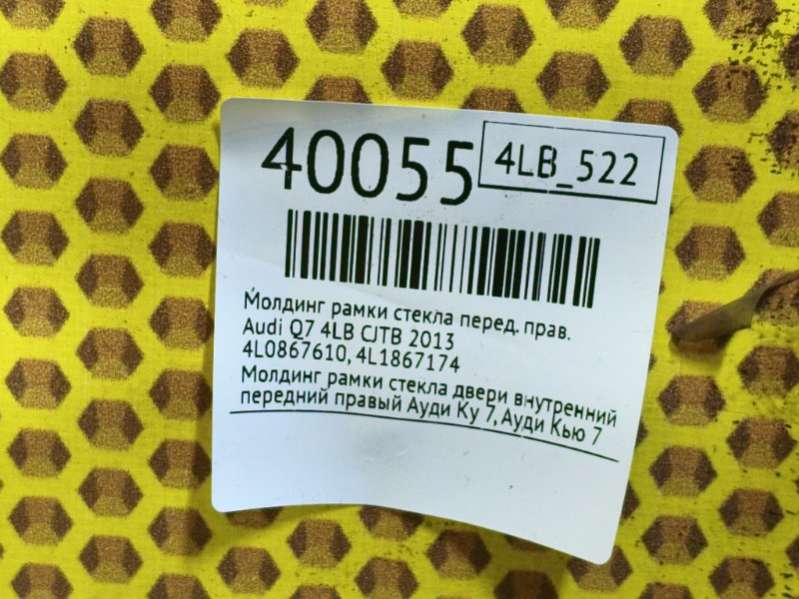 40055
4LB_522
Молдинг рамки стекла перед. прав.
Audi Q7 4LB CJTB 2013
4L0867610, 4L1867174
Молдинг рамки стекла двери внутренний
передний правый Ауди Ку 7, Ауди Кью 7